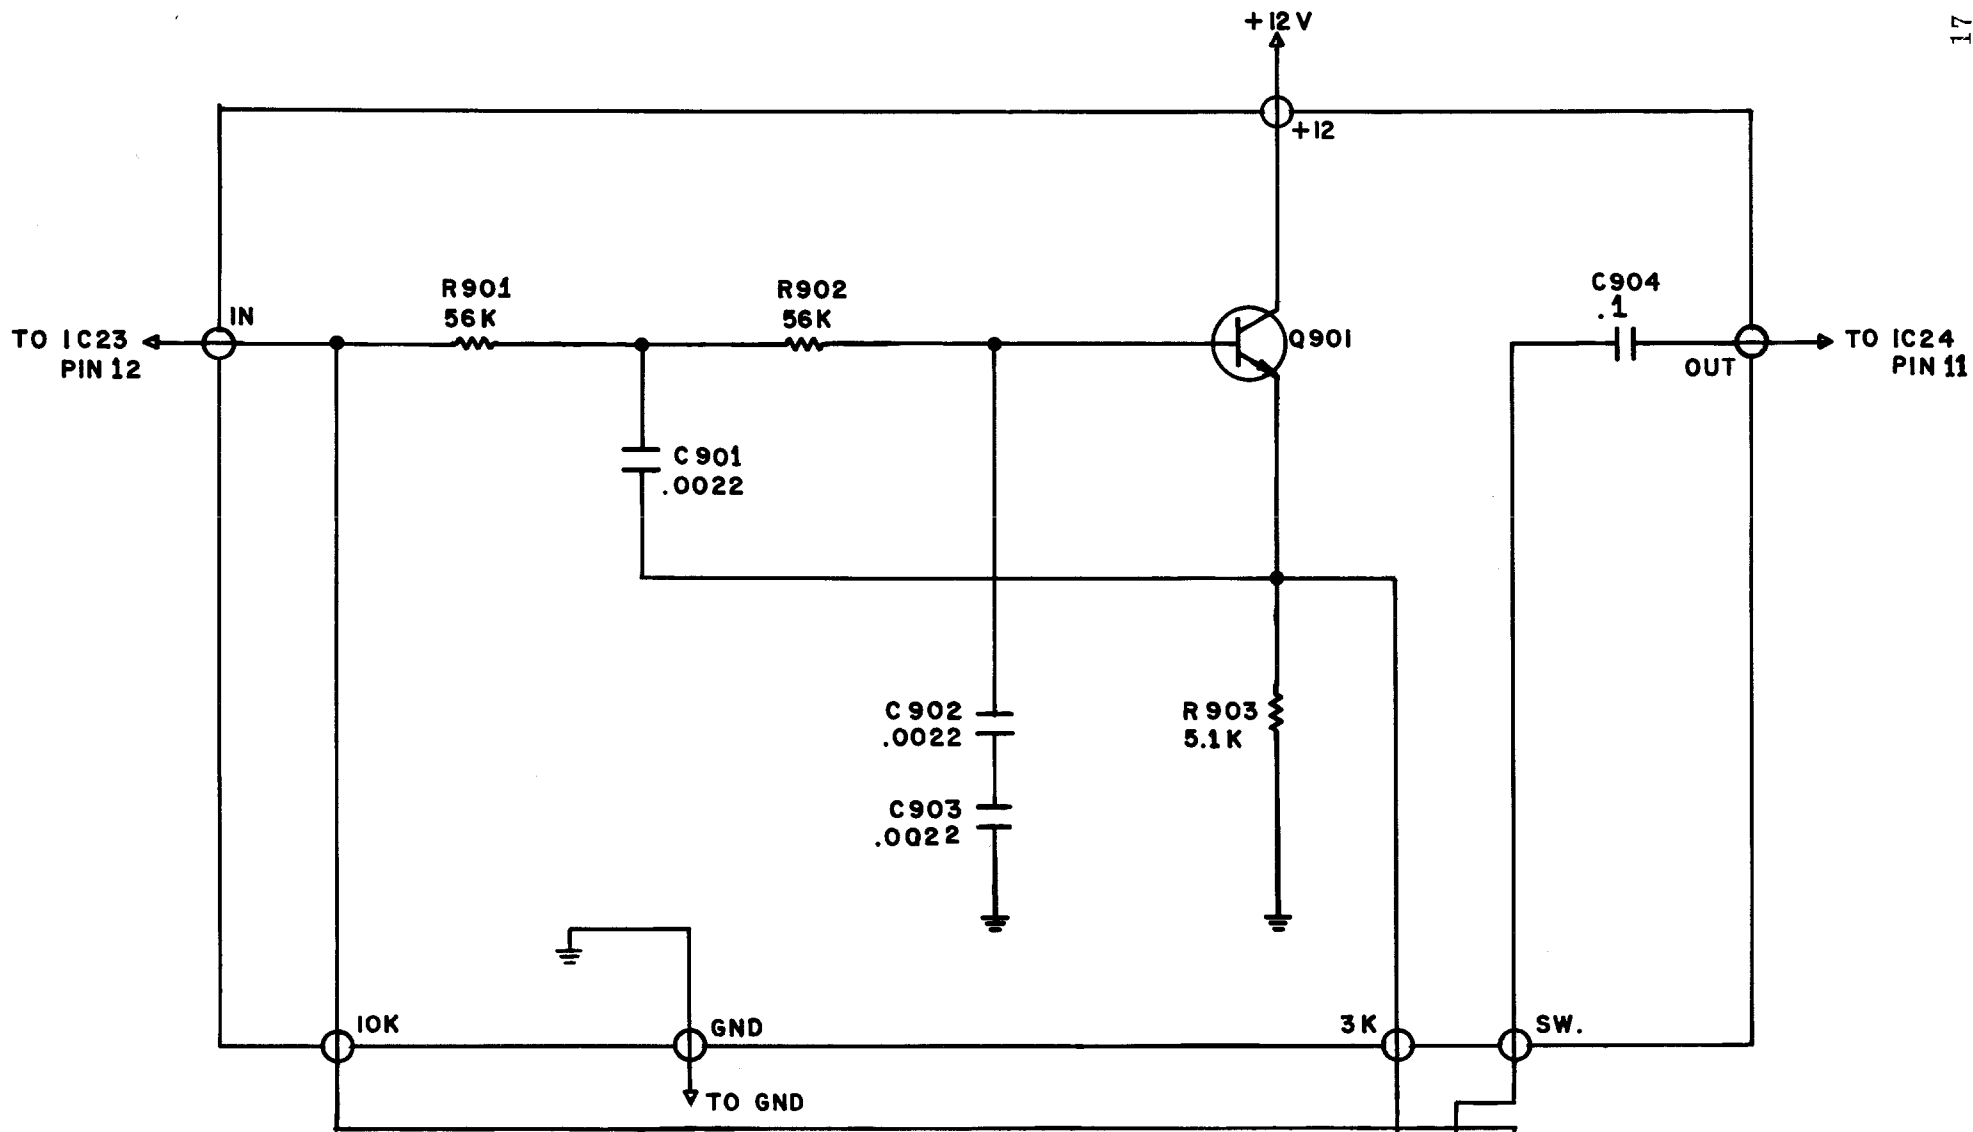 17
+12V
+12
IN
TO IC23
PIN 12
R901
56K
R902
56K
Q901
C904
.1
OUT
TO IC24
PIN 11
C901
.0022
C902
.0022
C903
.0022
R903
5.1K
10K
GND
3K
SW.
TO GND